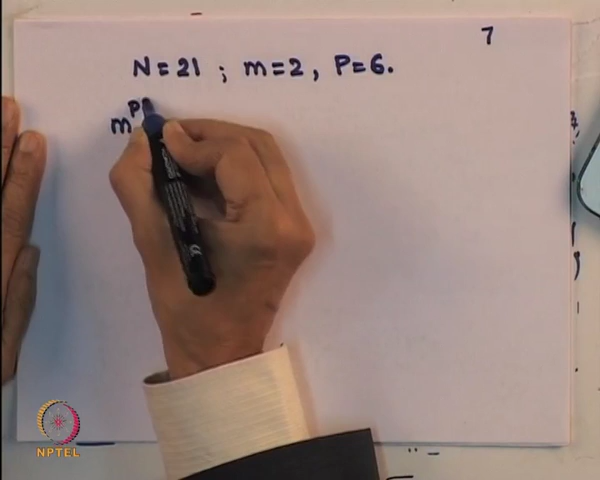 7
N = 21 ; m = 2 , P = 6.
m^P
NPTEL